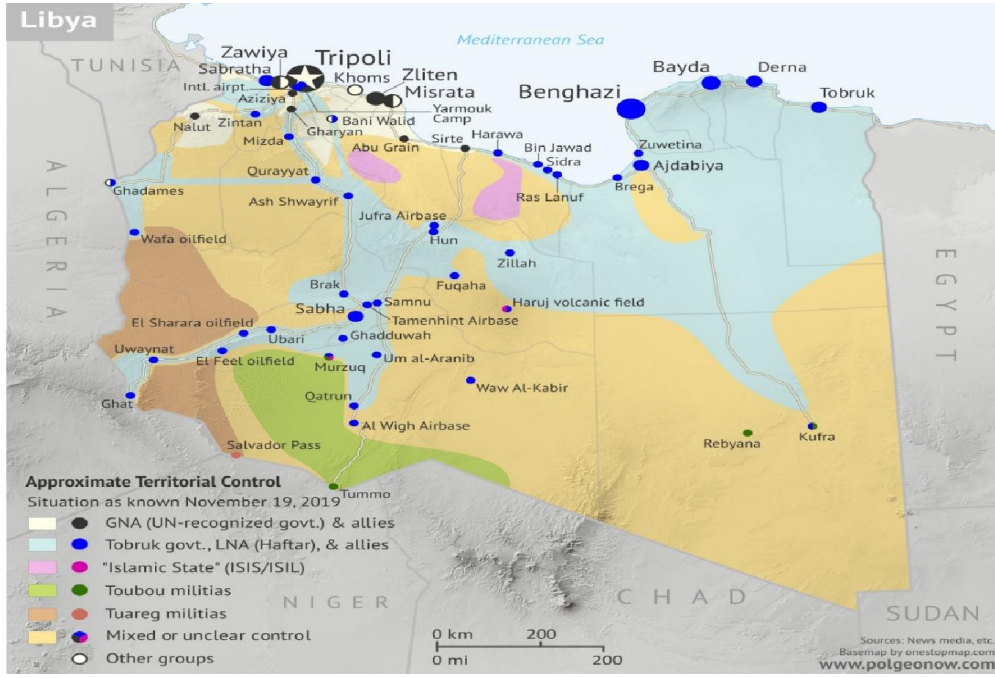 Libya
Mediterranean Sea
TUNISIA
Zawiya
Tripoli
Sabratha
Khoms
Zliten
Intl. airpt.
Misrata
Aziziya
Yarmouk
Camp
Bani Walid
Nalut
Zintan
Gharyan
Mizda
Abu Grain
Sirte
Harawa
Bin Jawad
Sidra
Ras Lanuf
Benghazi
Bayda
Derna
Tobruk
Zuwetina
Ajdabiya
Brega
ALGERIA
Ghadames
Qurayyat
Ash Shwayrif
Jufra Airbase
Hun
Wafa oilfield
Zillah
EGYPT
Fuqaha
Brak
Samnu
Haruj volcanic field
Sabha
Tamenhint Airbase
El Sharara oilfield
Ubari
Ghadduwah
Uwaynat
El Feel oilfield
Murzuq
Um al-Aranib
Waw Al-Kabir
Ghat
Qatrun
Al Wigh Airbase
Rebyana
Kufra
Salvador Pass
Tummo
Approximate Territorial Control
Situation as known November 19, 2019
GNA (UN-recognized govt.) & allies
Tobruk govt., LNA (Haftar), & allies
"Islamic State" (ISIS/ISIL)
Toubou militias
Tuareg militias
Mixed or unclear control
Other groups
NIGER
CHAD
SUDAN
0 km 200
0 mi 200
Sources: News media, etc.
Basemap by onestopmap.com
www.polgeonow.com